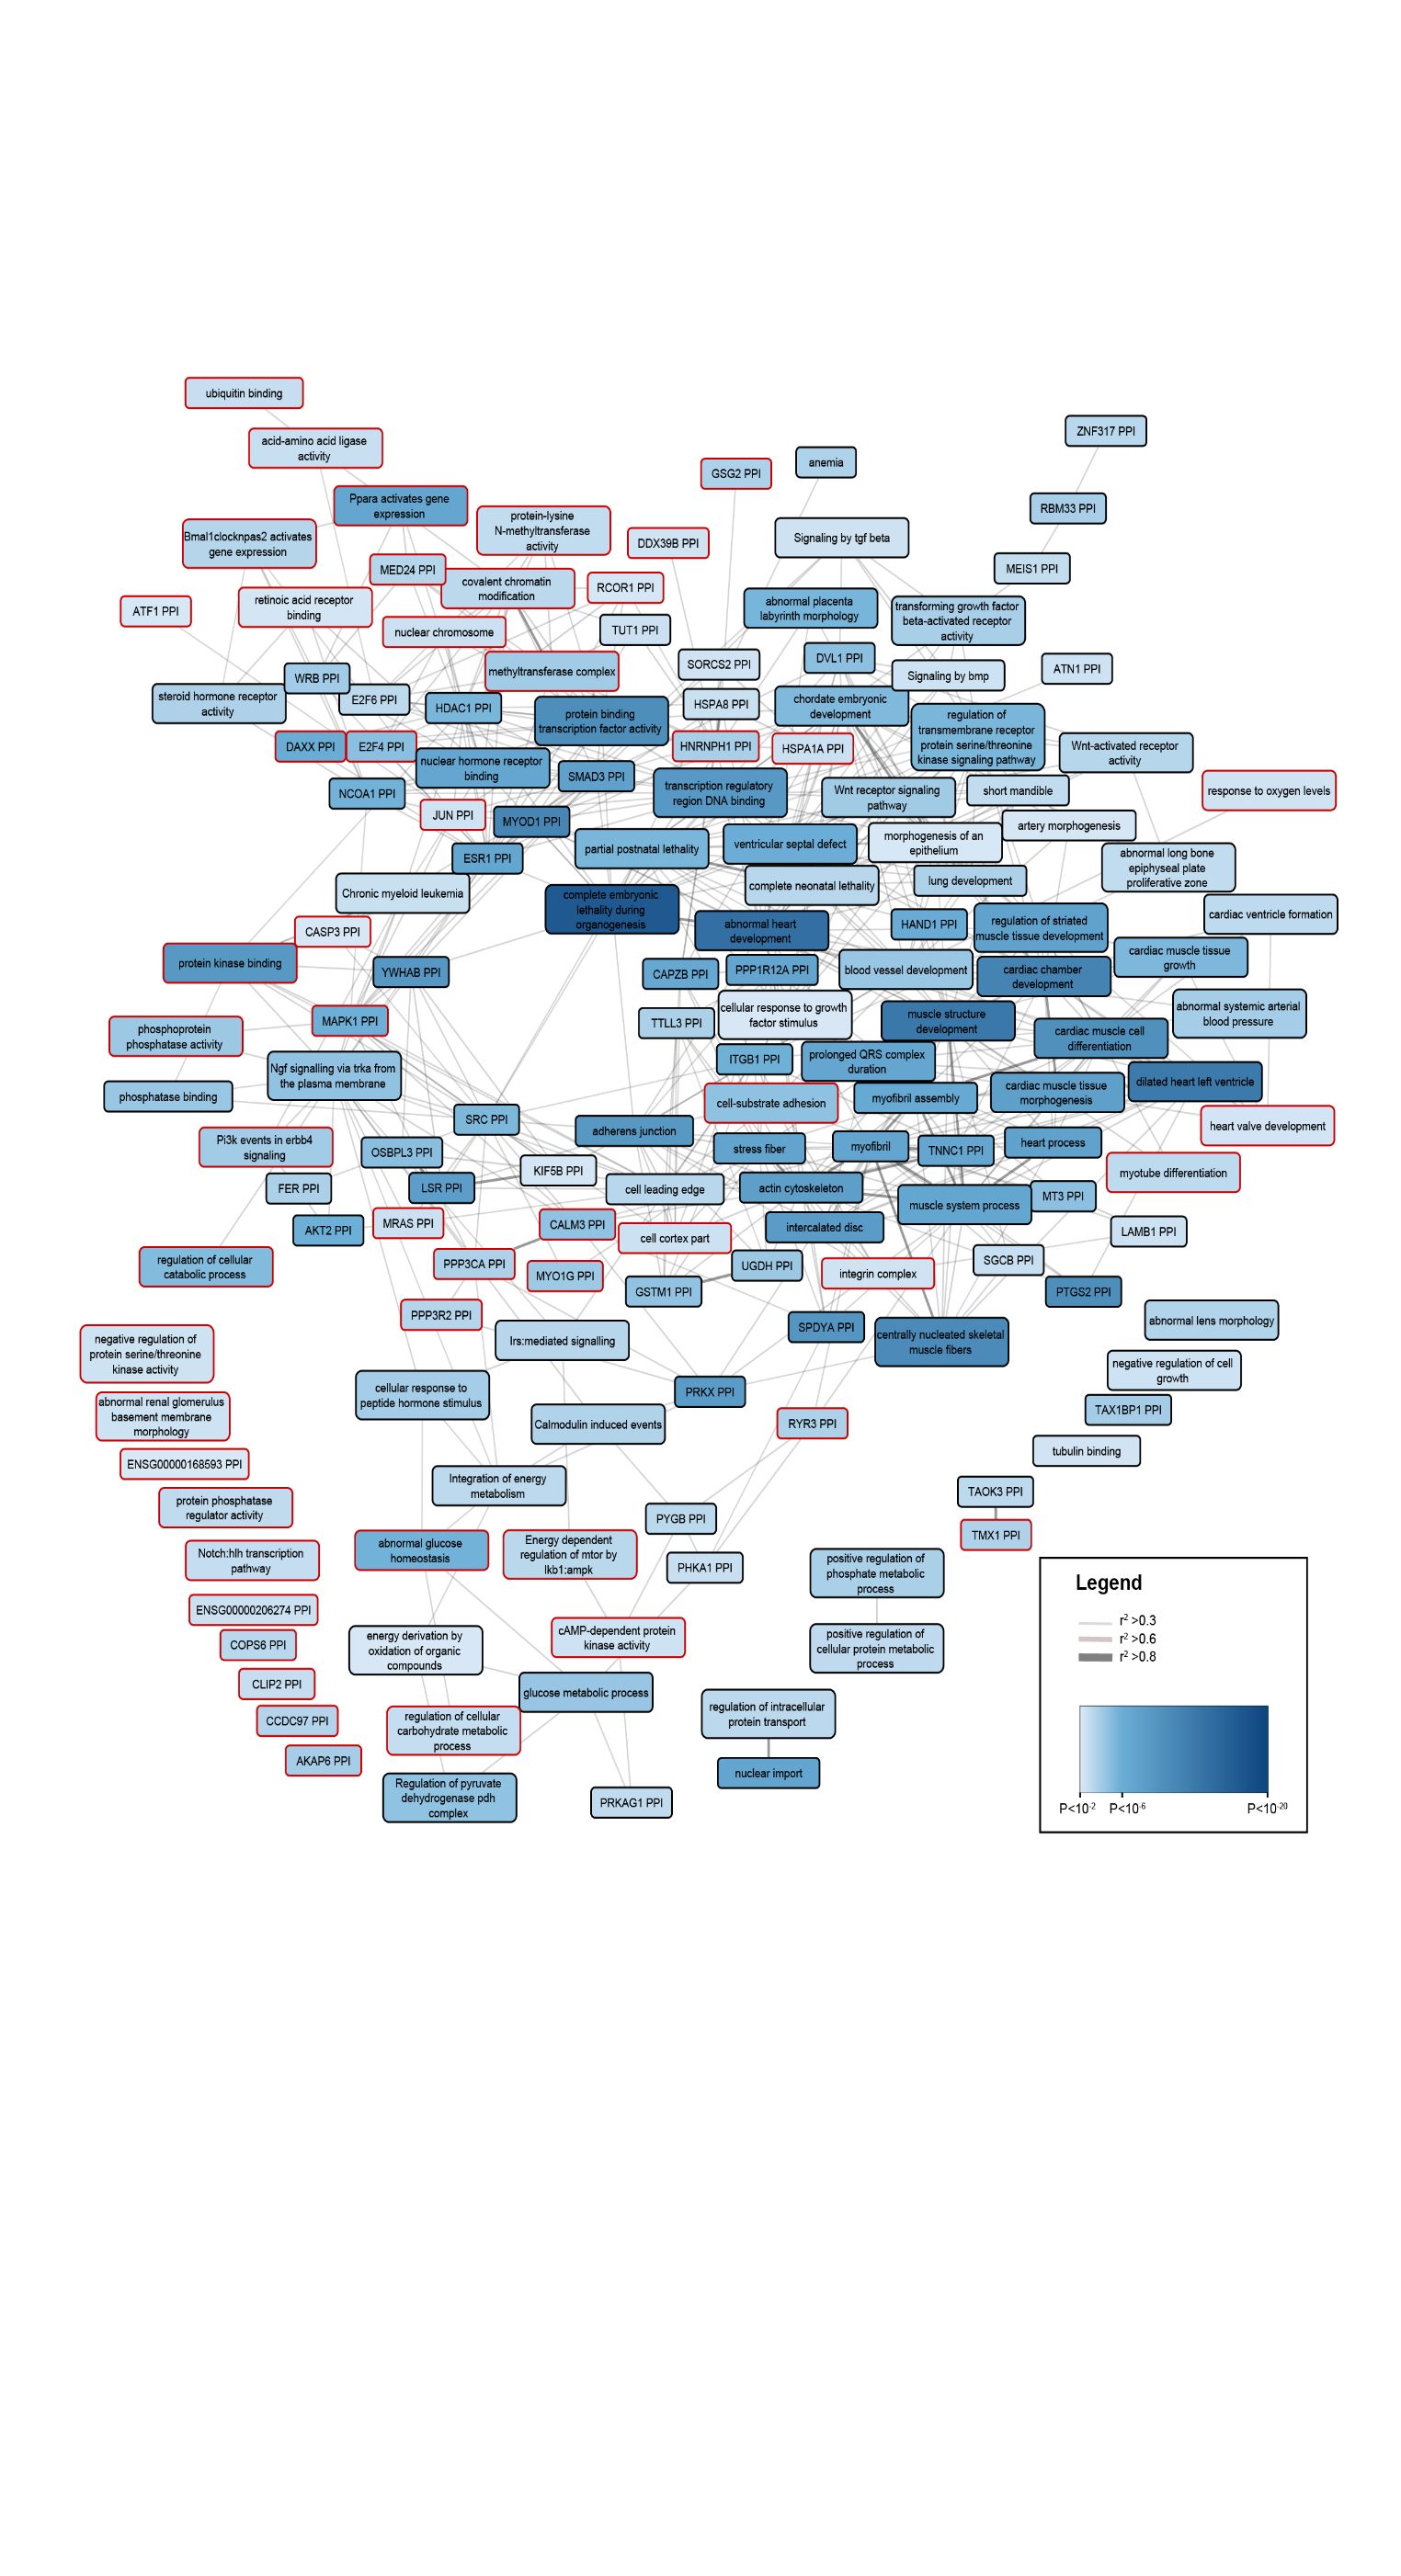 ubiquitin binding
acid-amino acid ligase
activity
Ppara activates gene
expression
Bmal1clocknpas2 activates
gene expression
protein-lysine
N-methyltransferase
activity
GSG2 PPI
anemia
ZNF317 PPI
RBM33 PPI
MEIS1 PPI
Signaling by tgf beta
DDX39B PPI
MED24 PPI
covalent chromatin
modification
RCOR1 PPI
retinoic acid receptor
binding
ATF1 PPI
nuclear chromosome
TUT1 PPI
abnormal placenta
labyrinth morphology
transforming growth factor
beta-activated receptor
activity
methyltransferase complex
SORCS2 PPI
DVL1 PPI
Signaling by bmp
ATN1 PPI
WRB PPI
steroid hormone receptor
activity
E2F6 PPI
HDAC1 PPI
protein binding
transcription factor activity
HSPA8 PPI
chordate embryonic
development
regulation of
transmembrane receptor
protein serine/threonine
kinase signaling pathway
DAXX PPI
E2F4 PPI
nuclear hormone receptor
binding
SMAD3 PPI
HNRNPH1 PPI
HSPA1A PPI
Wnt-activated receptor
activity
NCOA1 PPI
transcription regulatory
region DNA binding
Wnt receptor signaling
pathway
short mandible
response to oxygen levels
JUN PPI
MYOD1 PPI
artery morphogenesis
ESR1 PPI
partial postnatal lethality
ventricular septal defect
morphogenesis of an
epithelium
abnormal long bone
epiphyseal plate
proliferative zone
Chronic myeloid leukemia
complete neonatal lethality
lung development
complete embryonic
lethality during
organogenesis
abnormal heart
development
HAND1 PPI
regulation of striated
muscle tissue development
cardiac ventricle formation
CASP3 PPI
protein kinase binding
YWHAB PPI
CAPZB PPI
PPP1R12A PPI
blood vessel development
cardiac chamber
development
cardiac muscle tissue
growth
MAPK1 PPI
phosphoprotein
phosphatase activity
TTLL3 PPI
cellular response to growth
factor stimulus
muscle structure
development
cardiac muscle cell
differentiation
abnormal systemic arterial
blood pressure
Ngf signalling via trka from
the plasma membrane
ITGB1 PPI
prolonged QRS complex
duration
phosphatase binding
cell-substrate adhesion
myofibril assembly
cardiac muscle tissue
morphogenesis
dilated heart left ventricle
SRC PPI
adherens junction
heart valve development
Pi3k events in erbb4
signaling
OSBPL3 PPI
stress fiber
myofibril
TNNC1 PPI
heart process
FER PPI
LSR PPI
KIF5B PPI
cell leading edge
actin cytoskeleton
muscle system process
MT3 PPI
myotube differentiation
AKT2 PPI
MRAS PPI
CALM3 PPI
cell cortex part
intercalated disc
LAMB1 PPI
regulation of cellular
catabolic process
PPP3CA PPI
MYO1G PPI
UGDH PPI
integrin complex
SGCB PPI
GSTM1 PPI
PTGS2 PPI
PPP3R2 PPI
Irs:mediated signalling
SPDYA PPI
centrally nucleated skeletal
muscle fibers
abnormal lens morphology
negative regulation of
protein serine/threonine
kinase activity
negative regulation of cell
growth
cellular response to
peptide hormone stimulus
PRKX PPI
abnormal renal glomerulus
basement membrane
morphology
Calmodulin induced events
RYR3 PPI
TAX1BP1 PPI
tubulin binding
ENSG00000168593 PPI
Integration of energy
metabolism
TAOK3 PPI
protein phosphatase
regulator activity
PYGB PPI
TMX1 PPI
Notch:hlh transcription
pathway
abnormal glucose
homeostasis
Energy dependent
regulation of mtor by
lkb1:ampk
PHKA1 PPI
positive regulation of
phosphate metabolic
process
ENSG00000206274 PPI
COPS6 PPI
energy derivation by
oxidation of organic
compounds
cAMP-dependent protein
kinase activity
positive regulation of
cellular protein metabolic
process
CLIP2 PPI
glucose metabolic process
CCDC97 PPI
regulation of cellular
carbohydrate metabolic
process
regulation of intracellular
protein transport
AKAP6 PPI
Regulation of pyruvate
dehydrogenase pdh
complex
nuclear import
PRKAG1 PPI
Legend
r2 >0.3
r2 >0.6
r2 >0.8
P<10-2 P<10-6 P<10-20